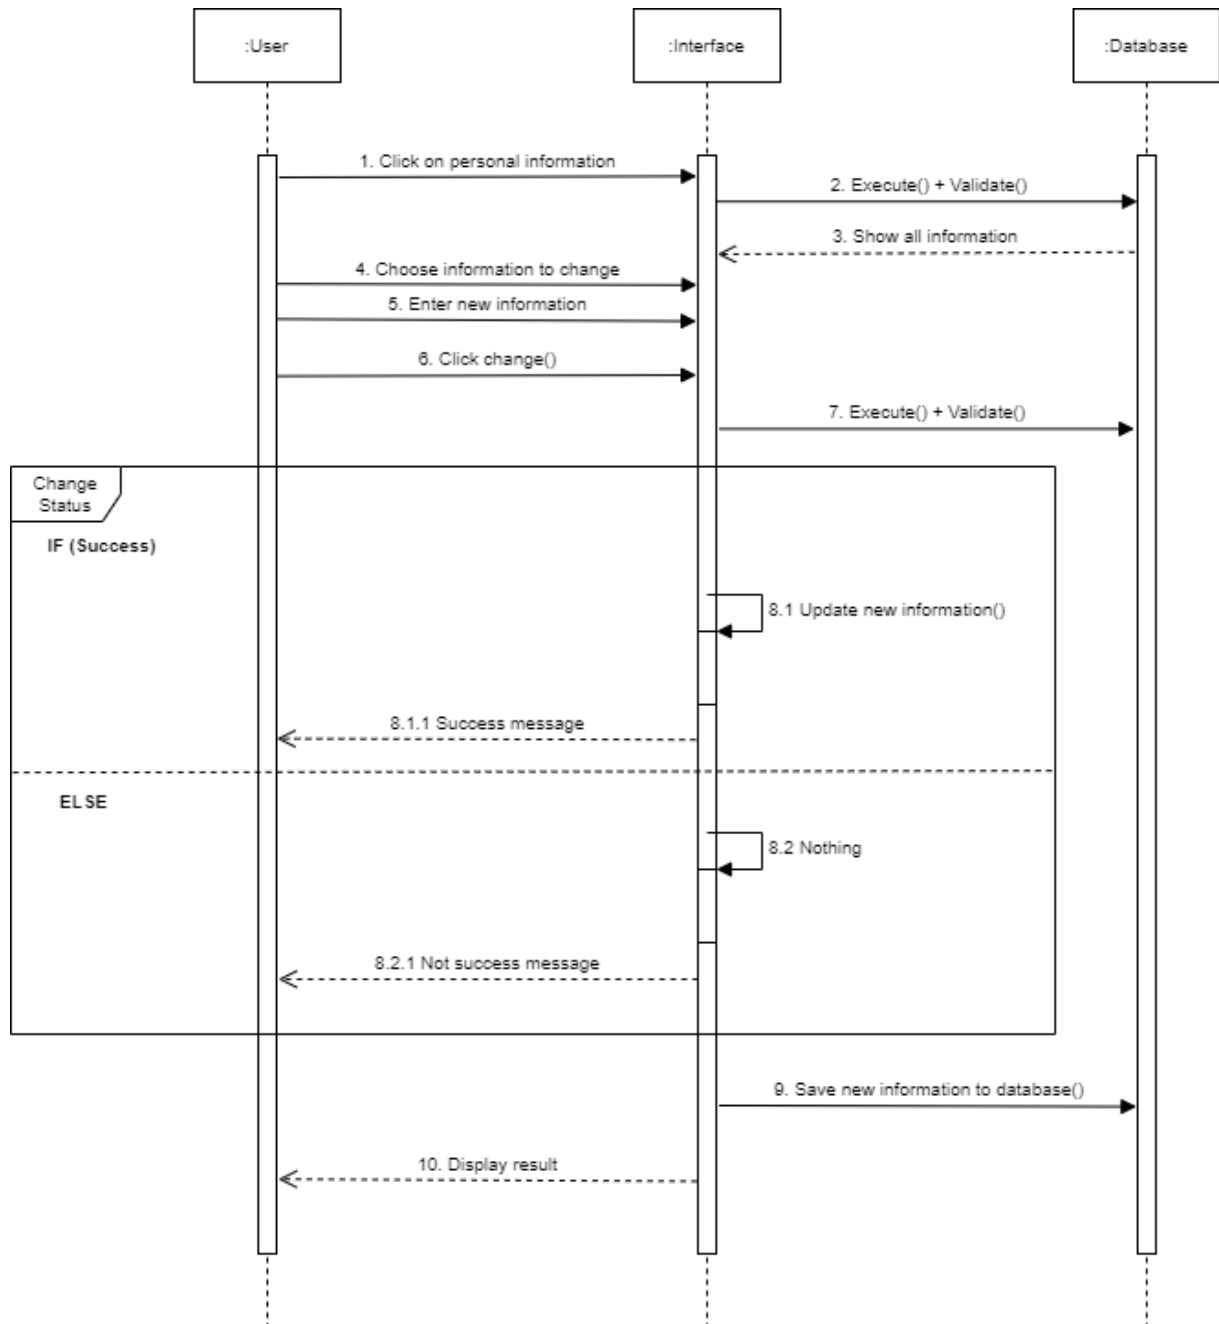 :User
:Interface
:Database
1. Click on personal information
2. Execute() + Validate()
3. Show all information
4. Choose information to change
5. Enter new information
6. Click change()
7. Execute() + Validate()
Change
Status
IF (Success)
8.1 Update new information()
8.1.1 Success message
ELSE
8.2 Nothing
8.2.1 Not success message
9. Save new information to database()
10. Display result